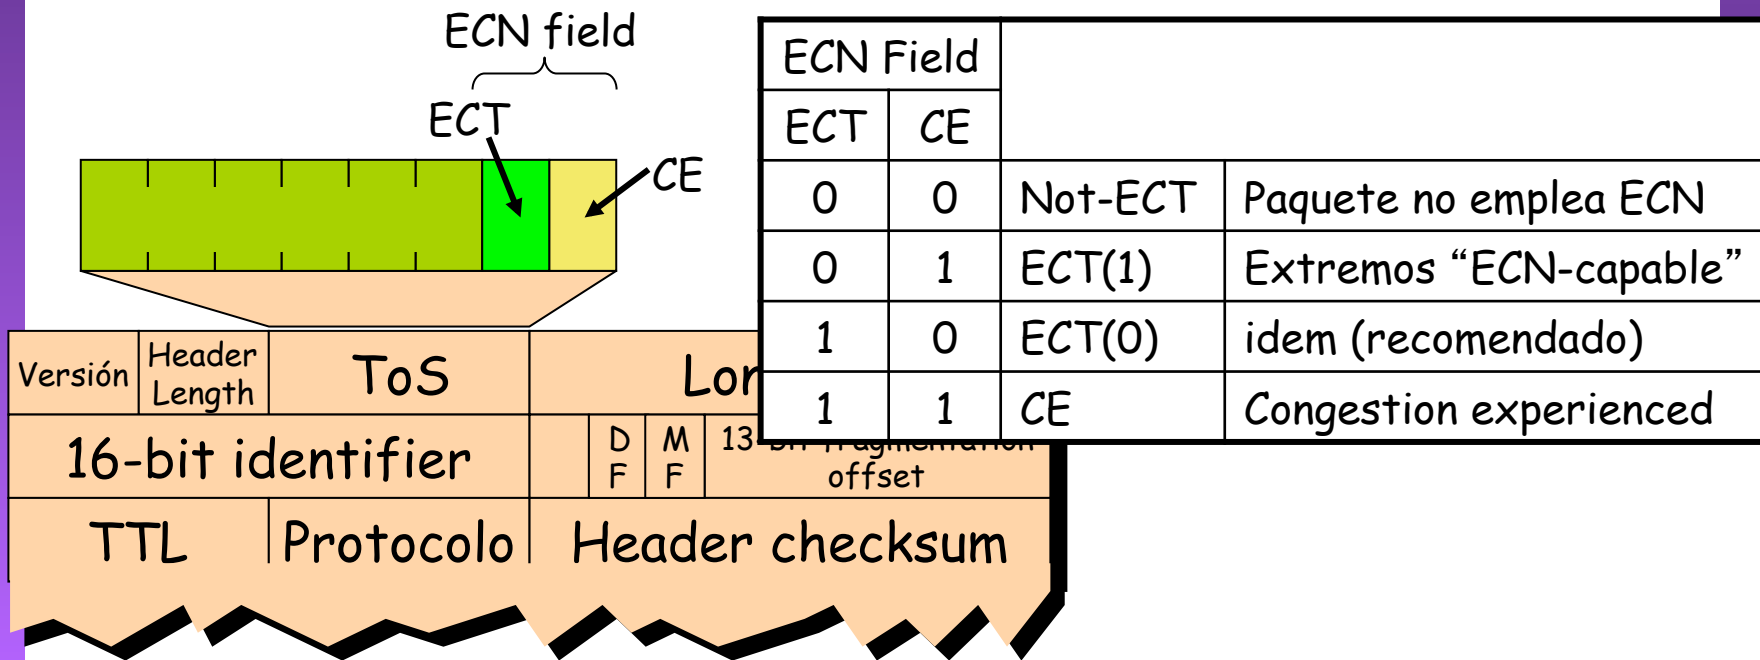 ECN field
ECT
CE
ECN Field
ECT CE
0 0 Not-ECT Paquete no emplea ECN
0 1 ECT(1) Extremos “ECN-capable”
1 0 ECT(0) idem (recomendado)
1 1 CE Congestion experienced
Versión Header Length ToS
16-bit identifier D F M F 13-bit fragmentation offset
TTL Protocolo Header checksum